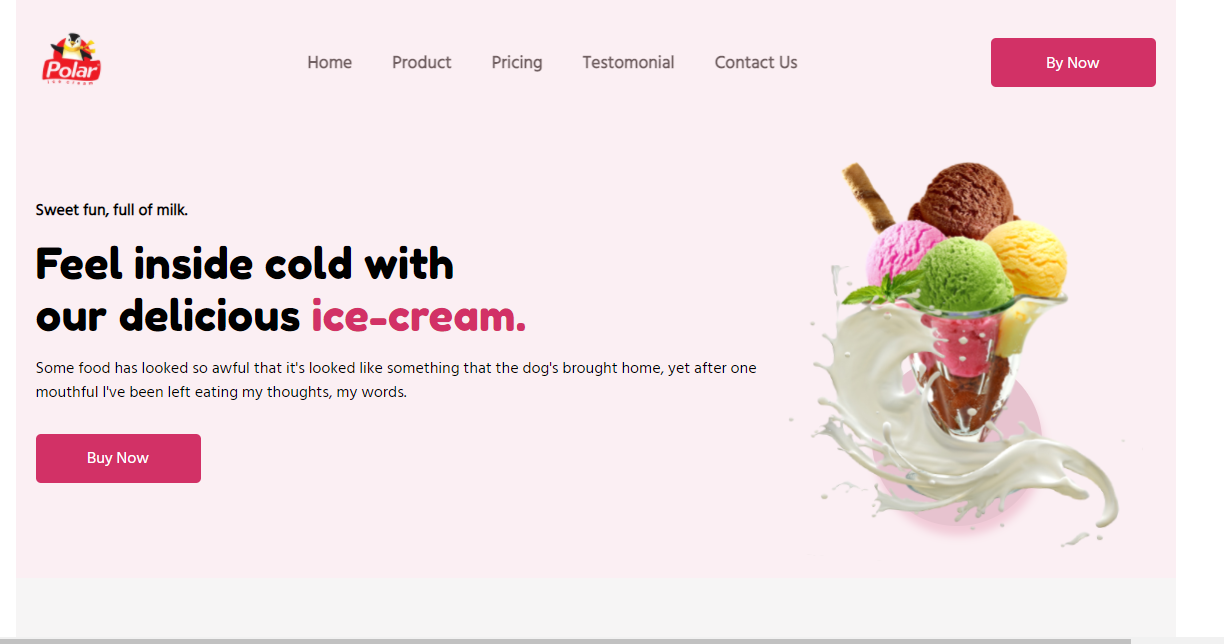 Polar
ice cream
Home Product Pricing Testomonial Contact Us By Now
Sweet fun, full of milk.
Feel inside cold with
our delicious ice-cream.
Some food has looked so awful that it's looked like something that the dog's brought home, yet after one
mouthful I've been left eating my thoughts, my words.
Buy Now